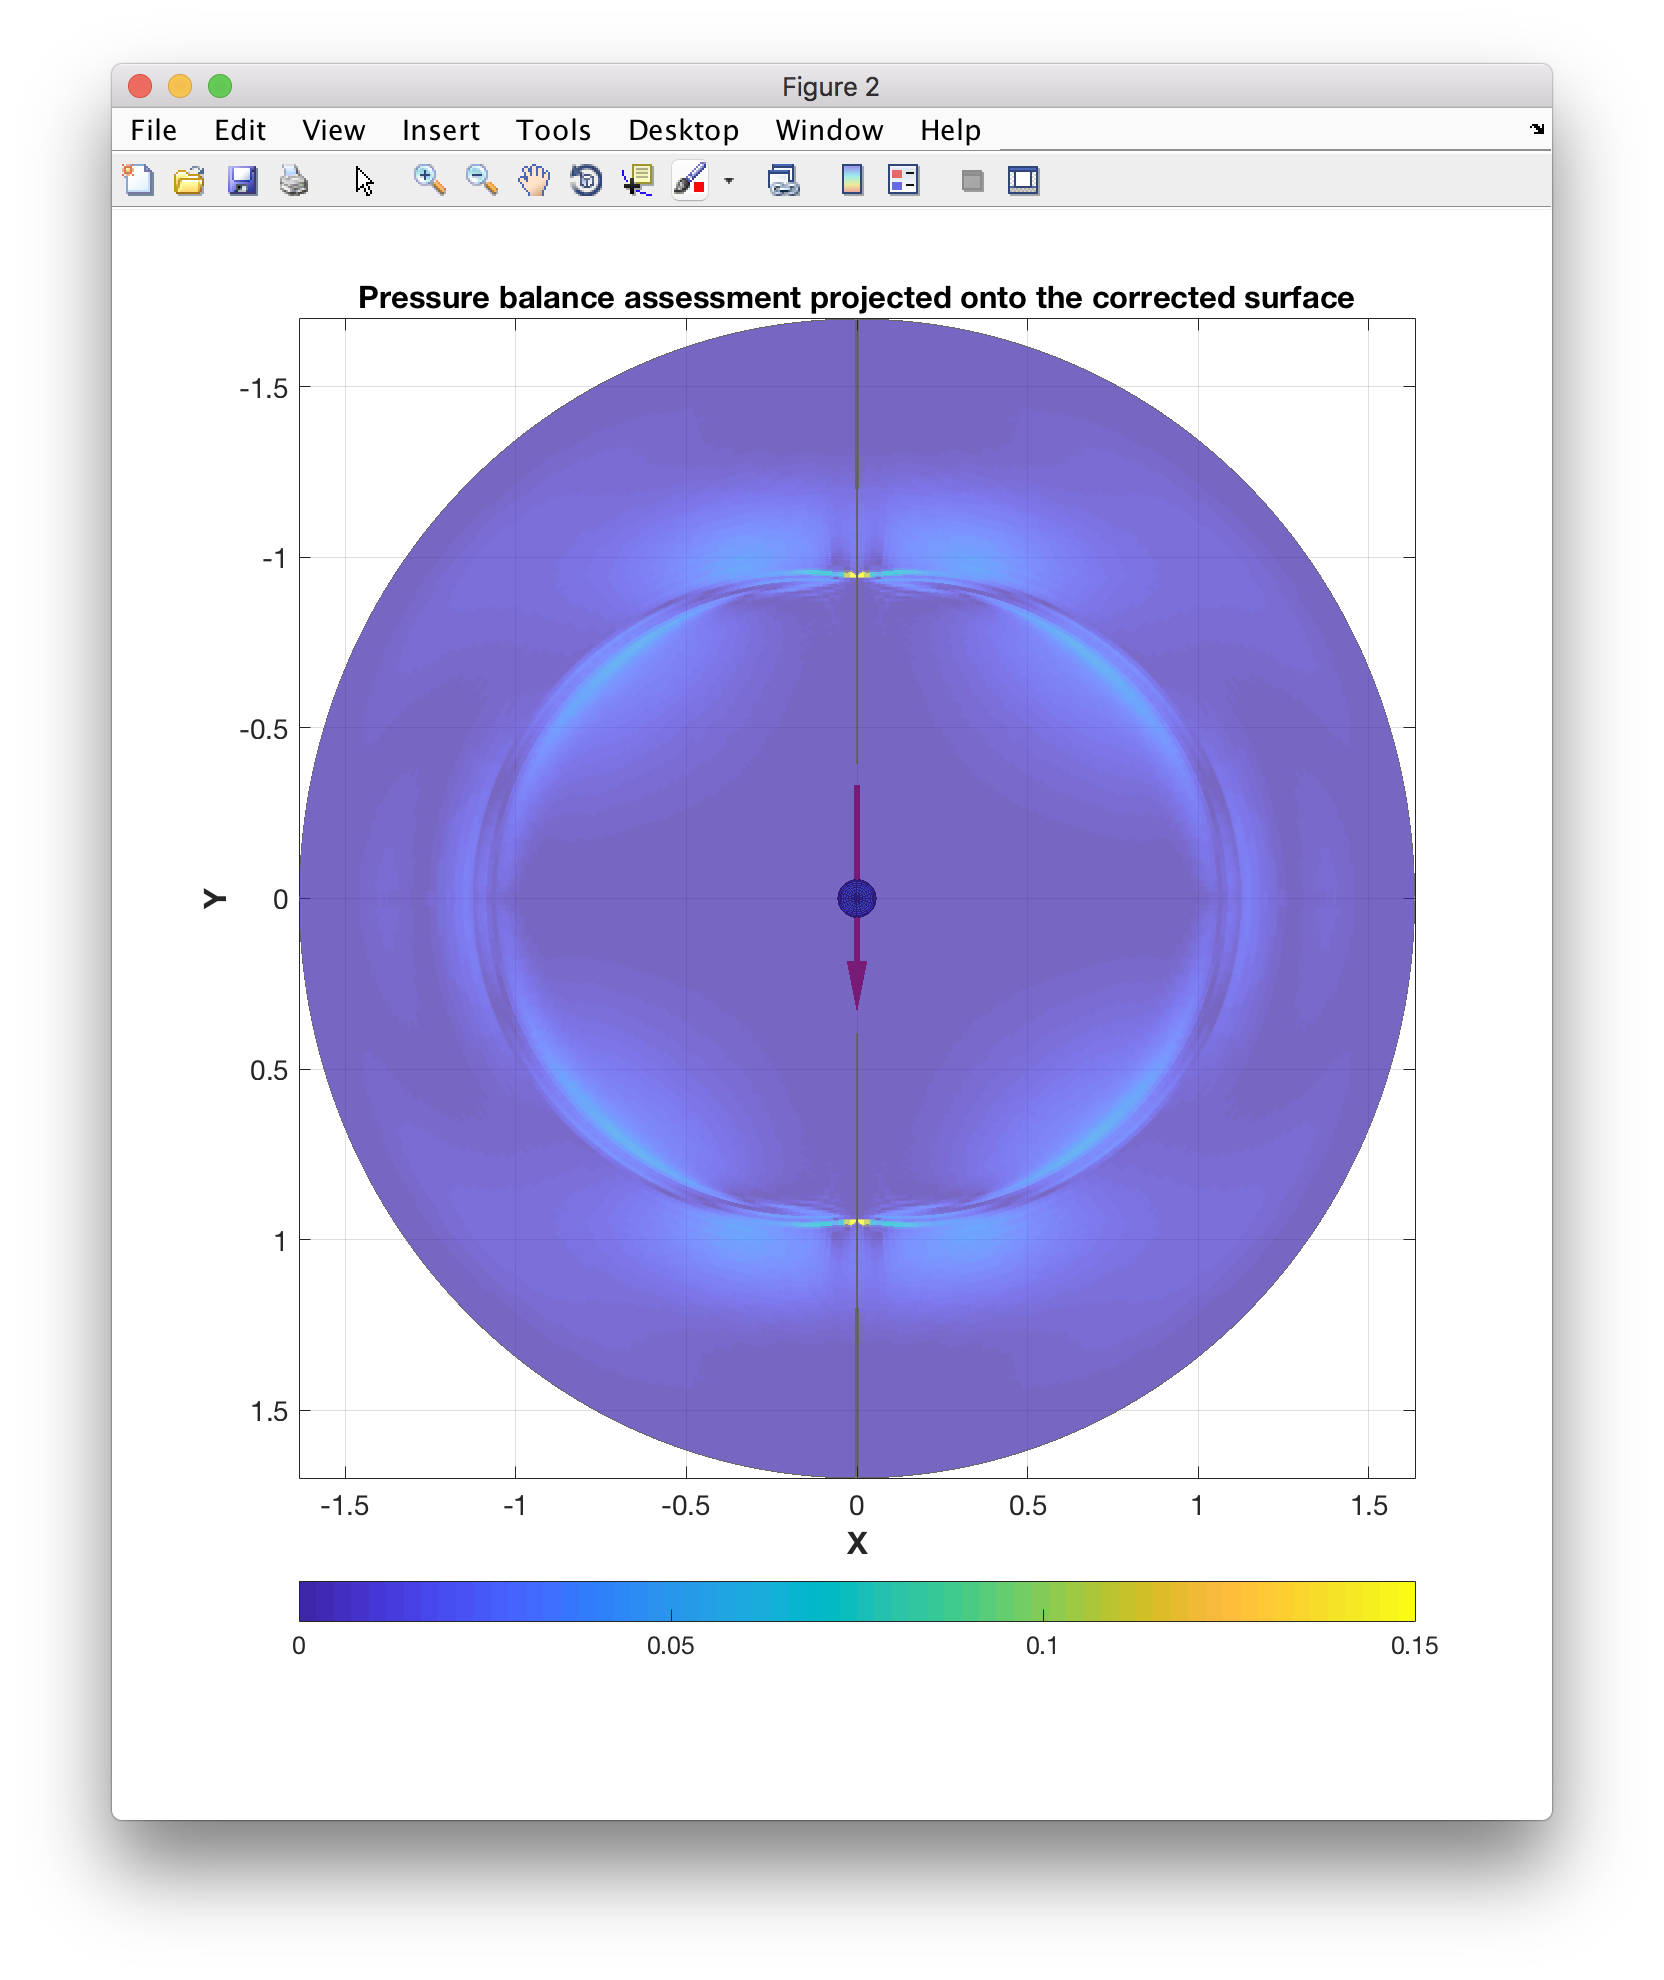 Figure 2
File Edit View Insert Tools Desktop Window Help
Pressure balance assessment projected onto the corrected surface
-1.5
-1
-0.5
Y
0
0.5
1
1.5
-1.5 -1 -0.5 0 0.5 1 1.5
X
0 0.05 0.1 0.15